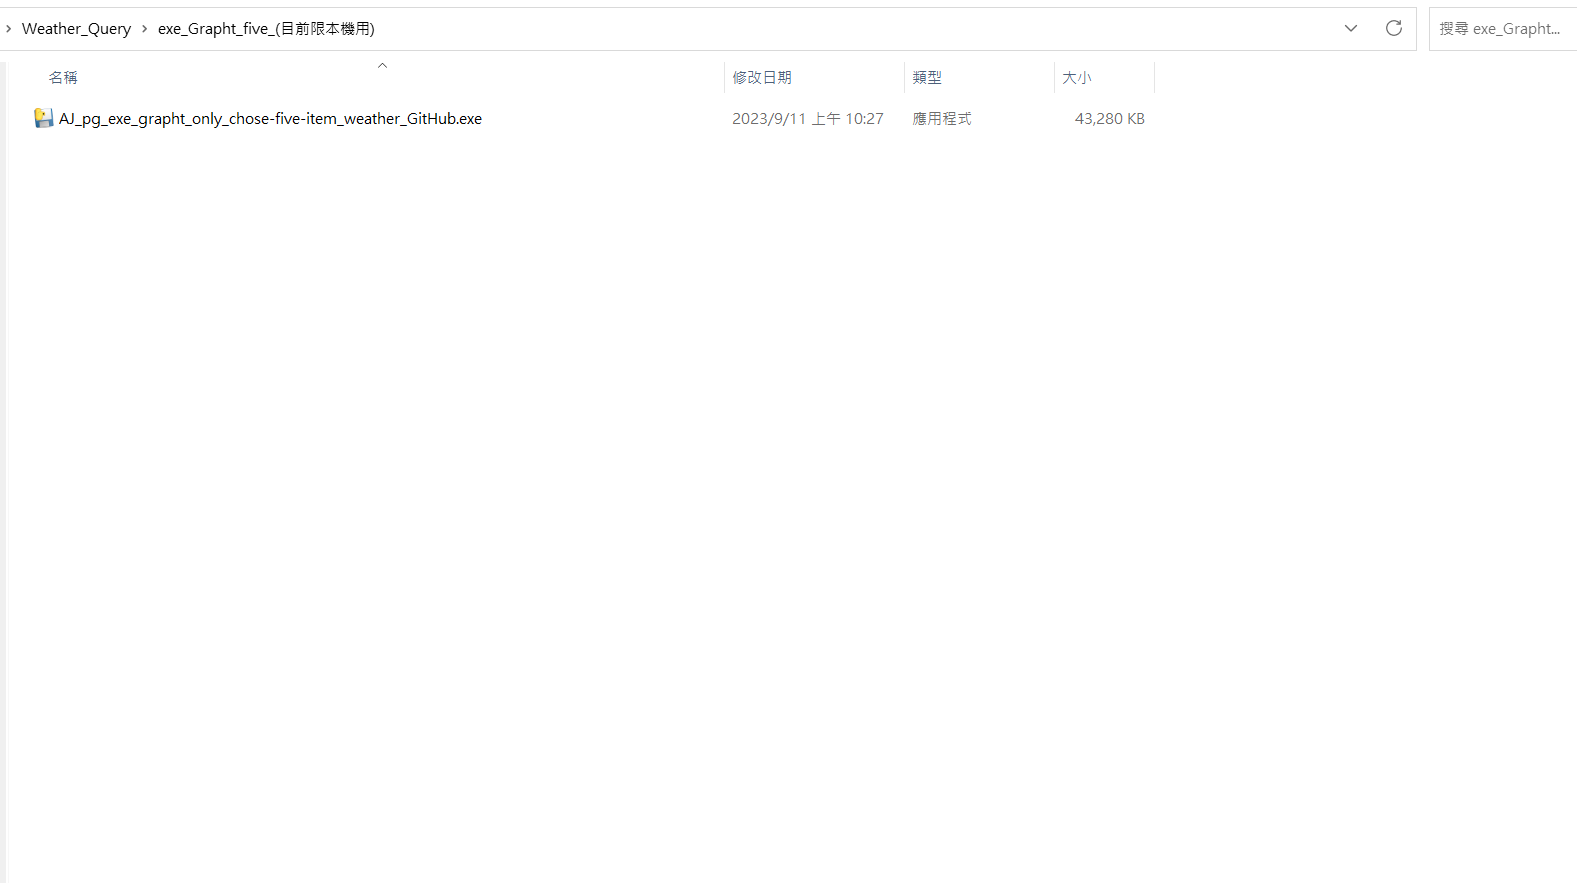 Weather_Query > exe_Grapht_five_(目前限本機用) 搜尋 exe_Grapht...
名稱 修改日期 類型 大小
AJ_pg_exe_grapht_only_chose-five-item_weather_GitHub.exe 2023/9/11 上午 10:27 應用程式 43,280 KB